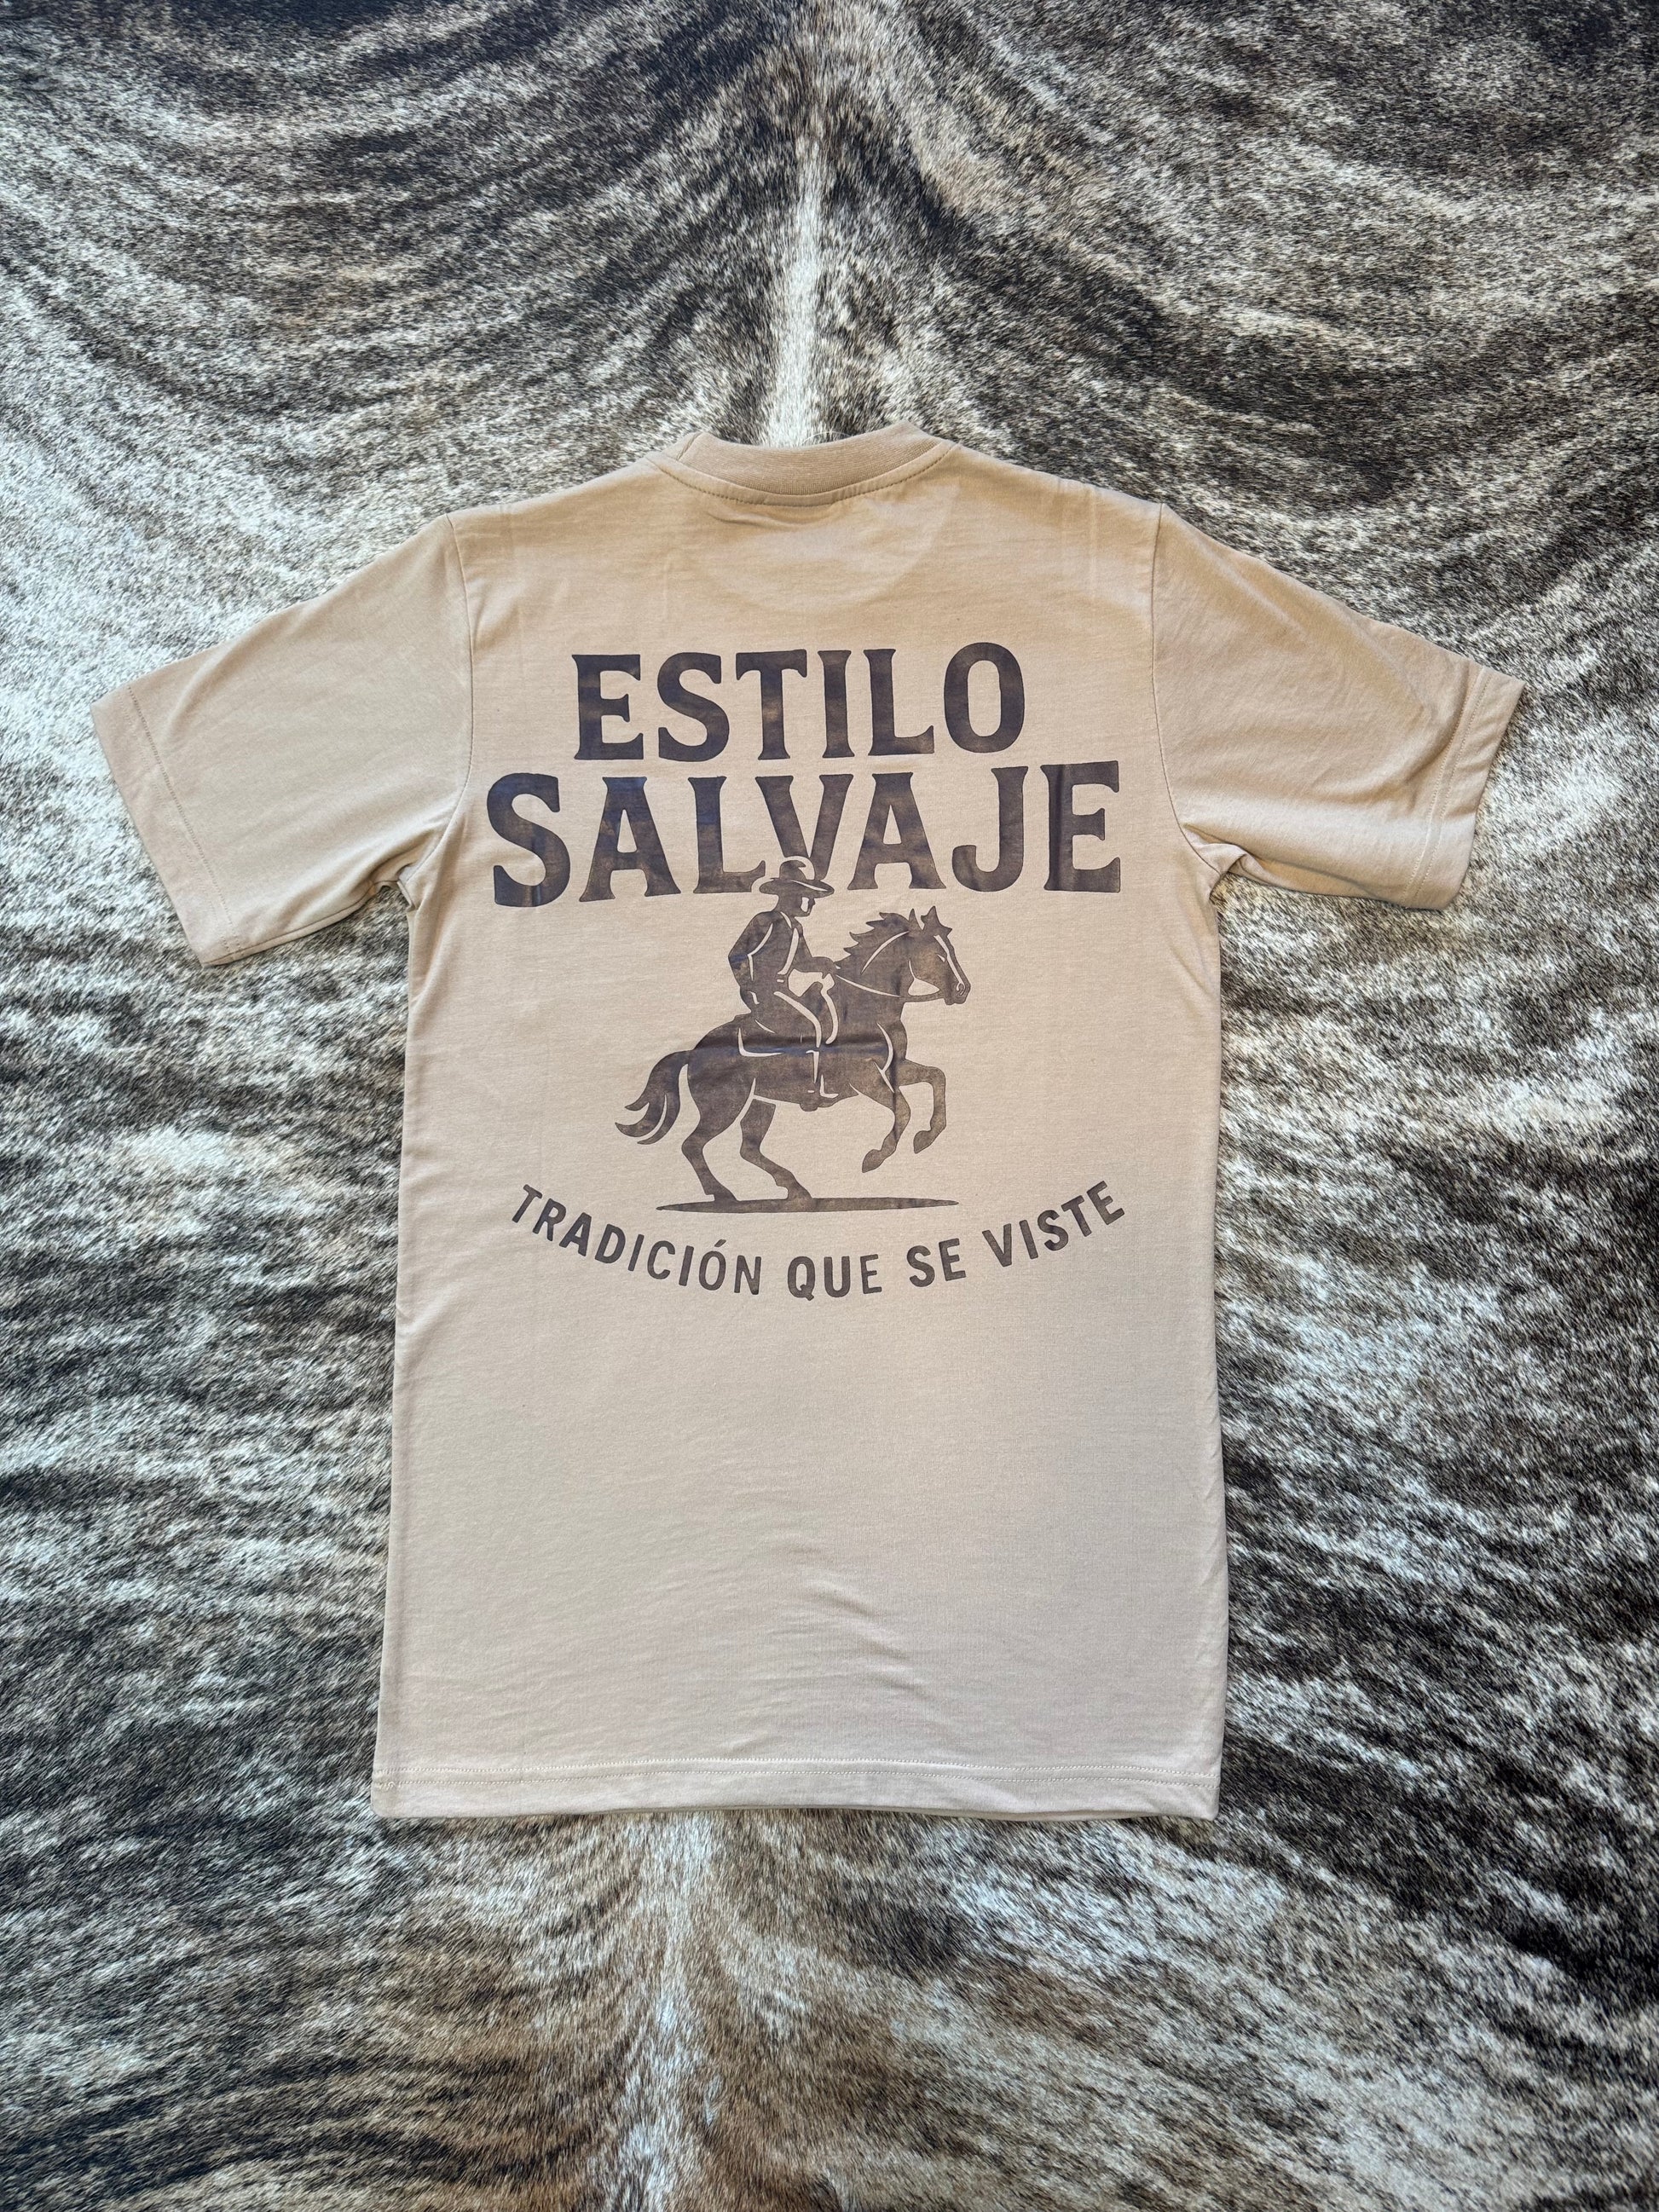 ESTILO
SALVAJE
TRADICIÓN QUE SE VISTE